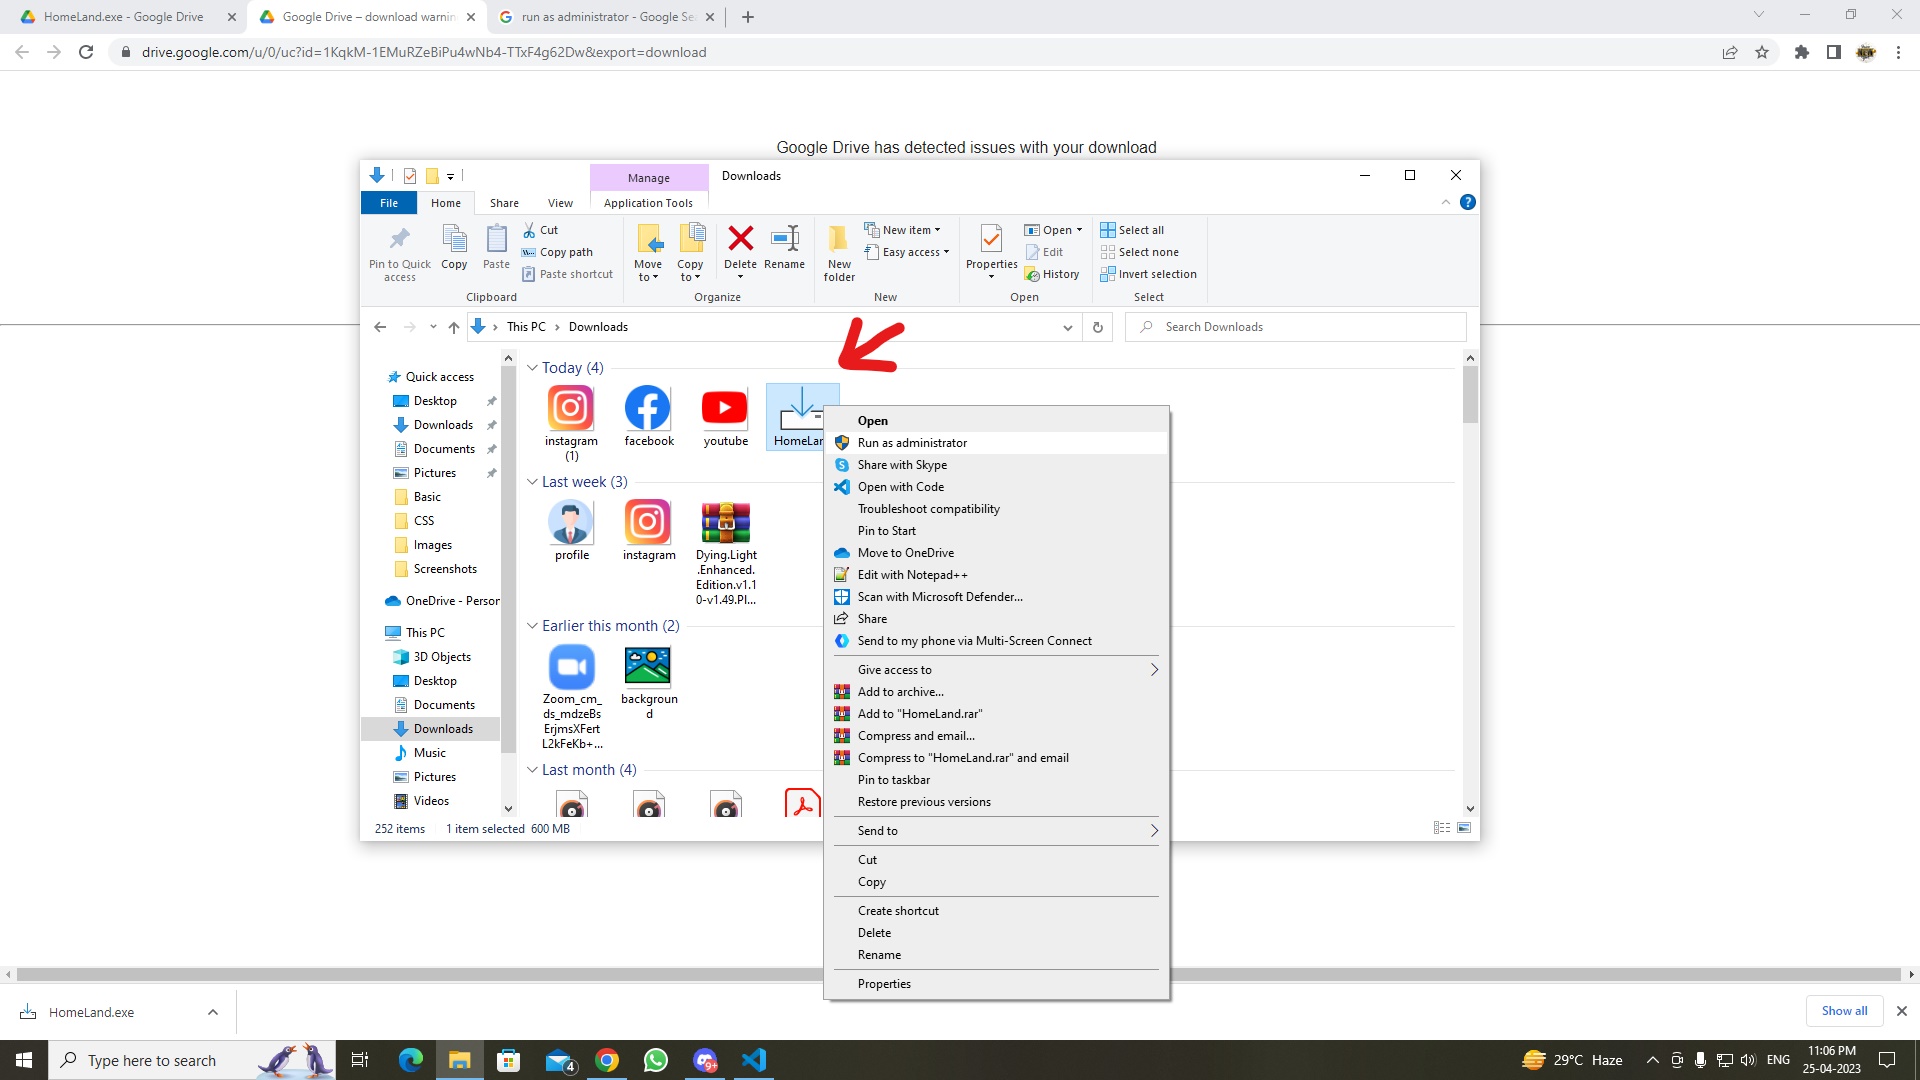 HomeLand.exe - Google Drive
Google Drive – download warnin
run as administrator - Google Se
drive.google.com/u/0/uc?id=1KqkM-1EMuRZeBiPu4wNb4-TTxF4g62Dw&export=download
Google Drive has detected issues with your download
Manage
Downloads
File
Home
Share
View
Application Tools
Pin to Quick
access
Copy
Paste
Cut
Copy path
Paste shortcut
Clipboard
Move
to
Copy
to
Delete
Rename
Organize
New
folder
New item
Easy access
New
Properties
Open
Edit
History
Open
Select all
Select none
Invert selection
Select
This PC
Downloads
Search Downloads
Quick access
Desktop
Downloads
Documents
Pictures
Basic
CSS
Images
Screenshots
OneDrive - Person
This PC
3D Objects
Desktop
Documents
Downloads
Music
Pictures
Videos
Today (4)
instagram
(1)
facebook
youtube
HomeLan
Last week (3)
profile
instagram
Dying.Light
.Enhanced.
Edition.v1.1
0-v1.49.Pl...
Earlier this month (2)
Zoom_cm_
ds_mdzeBs
ErjmsXFert
L2kFeKb+...
backgroun
d
Last month (4)
252 items
1 item selected 600 MB
Open
Run as administrator
Share with Skype
Open with Code
Troubleshoot compatibility
Pin to Start
Move to OneDrive
Edit with Notepad++
Scan with Microsoft Defender...
Share
Send to my phone via Multi-Screen Connect
Give access to
Add to archive...
Add to "HomeLand.rar"
Compress and email...
Compress to "HomeLand.rar" and email
Pin to taskbar
Restore previous versions
Send to
Cut
Copy
Create shortcut
Delete
Rename
Properties
HomeLand.exe
Show all
Type here to search
4
9+
29°C Haze
ENG
11:06 PM
25-04-2023